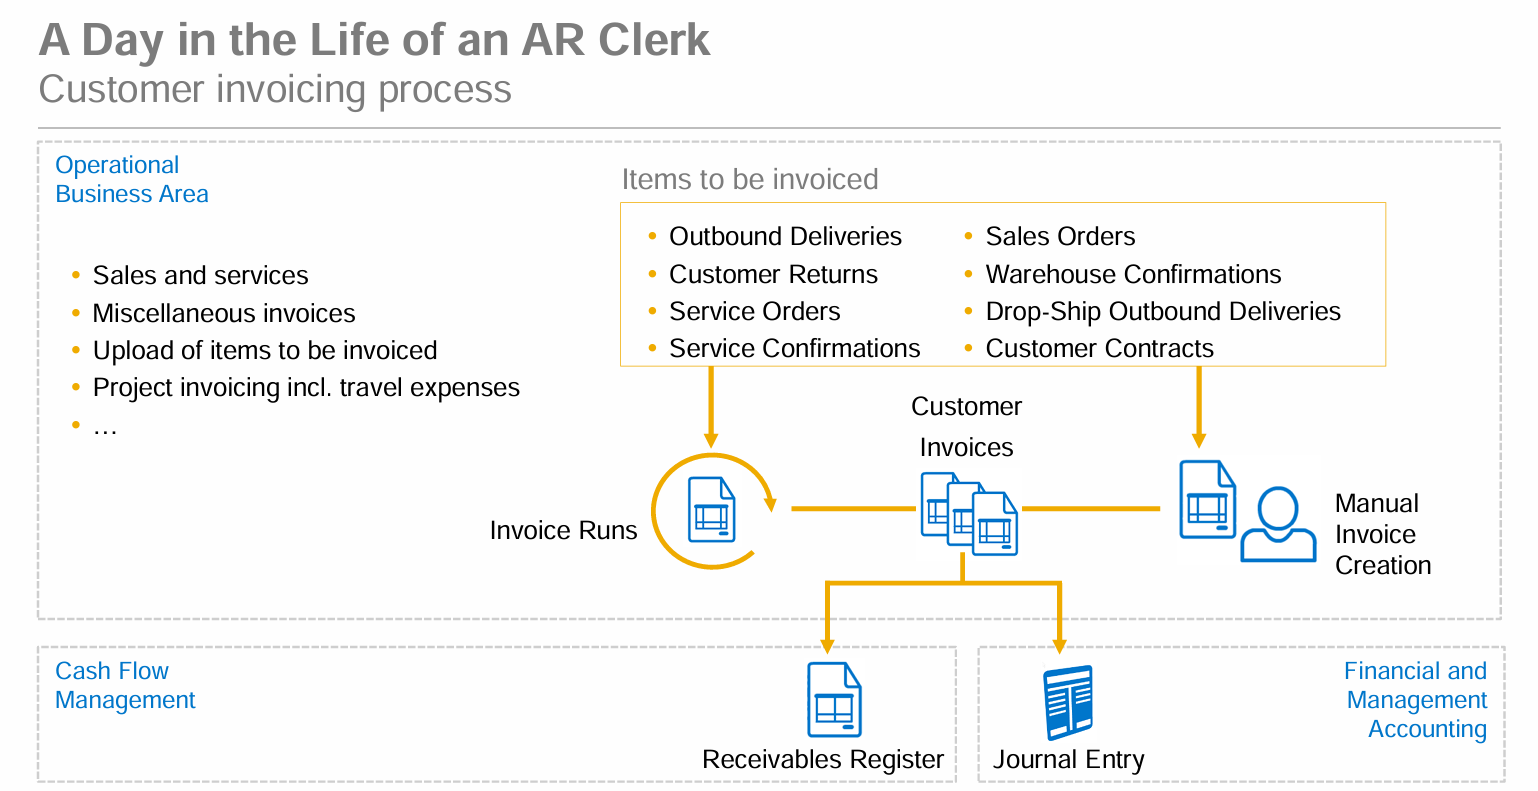 A Day in the Life of an AR Clerk
Customer invoicing process
Operational
Business Area
• Sales and services
• Miscellaneous invoices
• Upload of items to be invoiced
• Project invoicing incl. travel expenses
• …
Items to be invoiced
• Outbound Deliveries
• Customer Returns
• Service Orders
• Service Confirmations
• Sales Orders
• Warehouse Confirmations
• Drop-Ship Outbound Deliveries
• Customer Contracts
Invoice Runs
Customer
Invoices
Manual
Invoice
Creation
Cash Flow
Management
Receivables Register
Journal Entry
Financial and
Management
Accounting